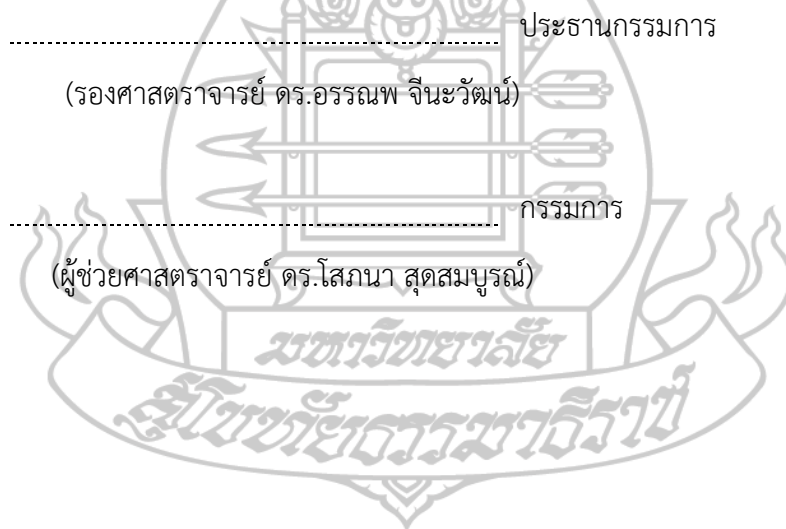 ประธานกรรมการ
(รองศาสตราจารย์ ดร.อรรณพ จีนะวัฒน์)
กรรมการ
(ผู้ช่วยศาสตราจารย์ ดร.โสภนา สุดสมบูรณ์)
มหาวิทยาลัย
สุโขทัยธรรมาธิราช